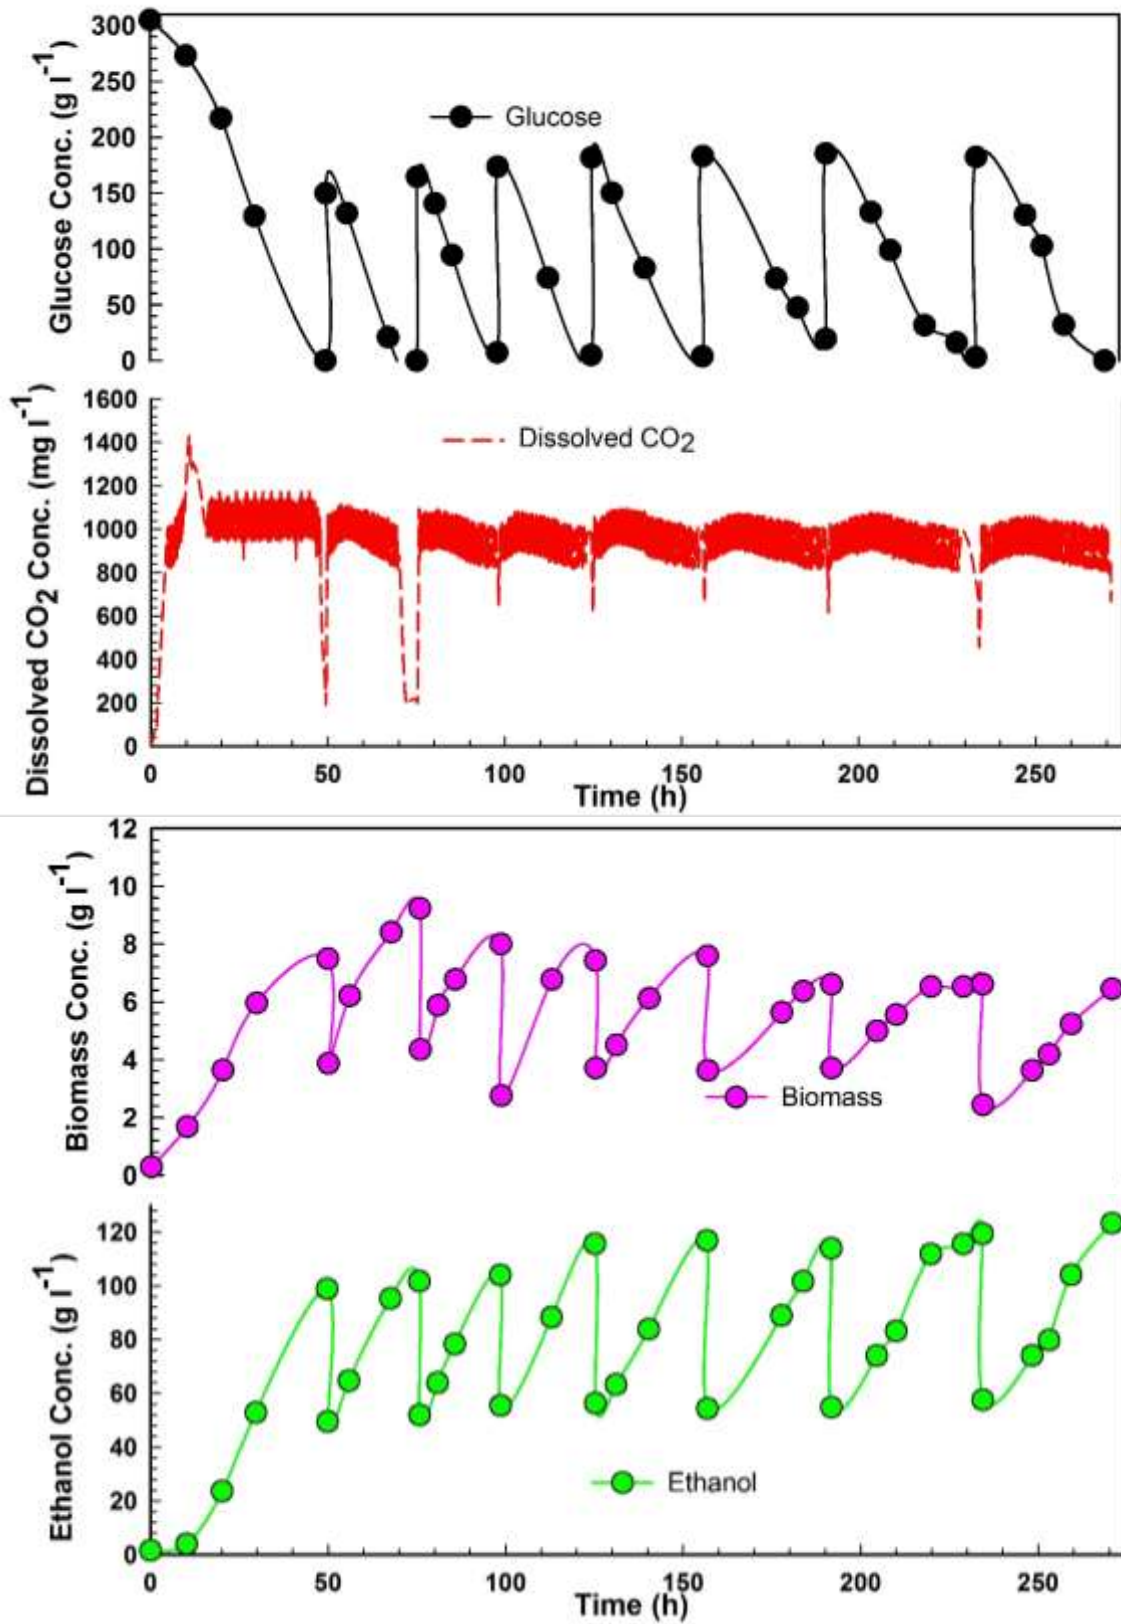 Glucose Conc. (g l-1)
300
250
200
150
100
50
0
Glucose
Dissolved CO2 Conc. (mg l-1)
1600
1400
1200
1000
800
600
400
200
0
Dissolved CO2
0 50 100 150 200 250
Time (h)
Biomass Conc. (g l-1)
12
10
8
6
4
2
0
Biomass
Ethanol Conc. (g l-1)
120
100
80
60
40
20
0
Ethanol
0 50 100 150 200 250
Time (h)